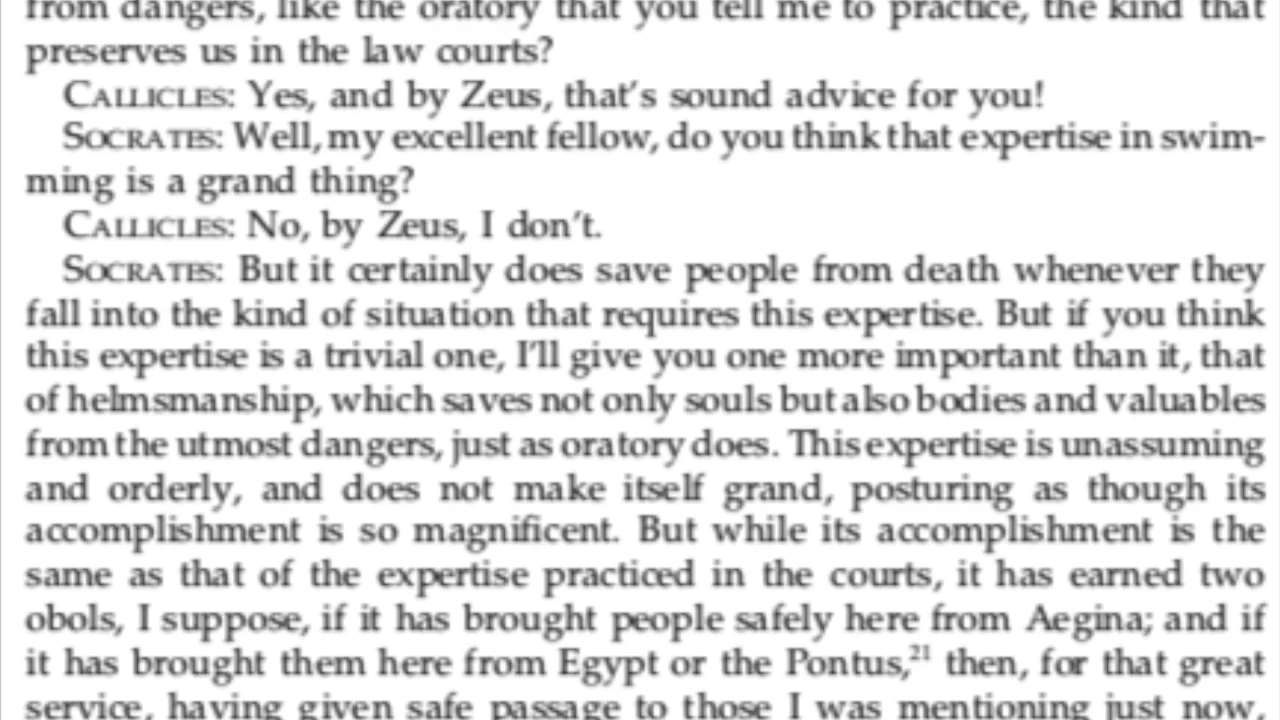 from dangers, like the oratory that you tell me to practice, the kind that
preserves us in the law courts?
CALLICLES: Yes, and by Zeus, that's sound advice for you!
SOCRATES: Well, my excellent fellow, do you think that expertise in swim-
ming is a grand thing?
CALLICLES: No, by Zeus, I don't.
SOCRATES: But it certainly does save people from death whenever they
fall into the kind of situation that requires this expertise. But if you think
this expertise is a trivial one, I'll give you one more important than it, that
of helmsmanship, which saves not only souls but also bodies and valuables
from the utmost dangers, just as oratory does. This expertise is unassuming
and orderly, and does not make itself grand, posturing as though its
accomplishment is so magnificent. But while its accomplishment is the
same as that of the expertise practiced in the courts, it has earned two
obols, I suppose, if it has brought people safely here from Aegina; and if
it has brought them here from Egypt or the Pontus,²¹ then, for that great
service, having given safe passage to those I was mentioning just now,